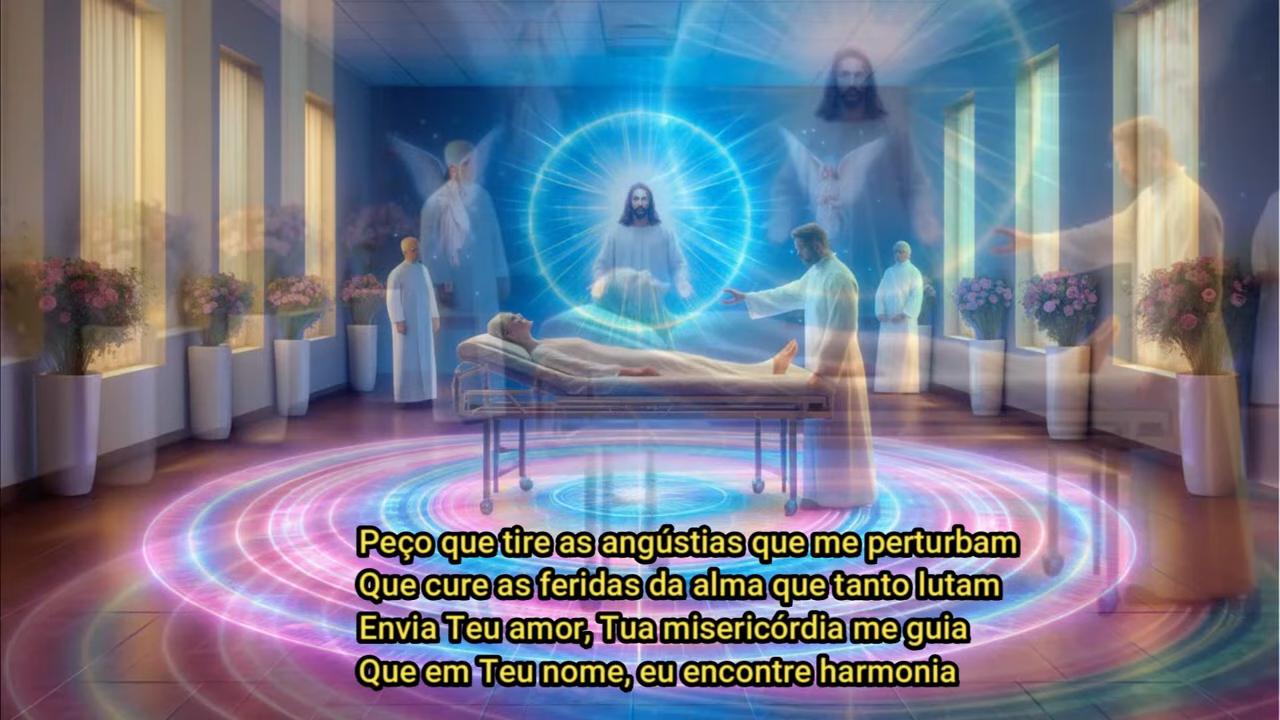 Peço que tire as angústias que me perturbam
Que cure as feridas da alma que tanto lutam
Envia Teu amor, Tua misericórdia me guia
Que em Teu nome, eu encontre harmonia